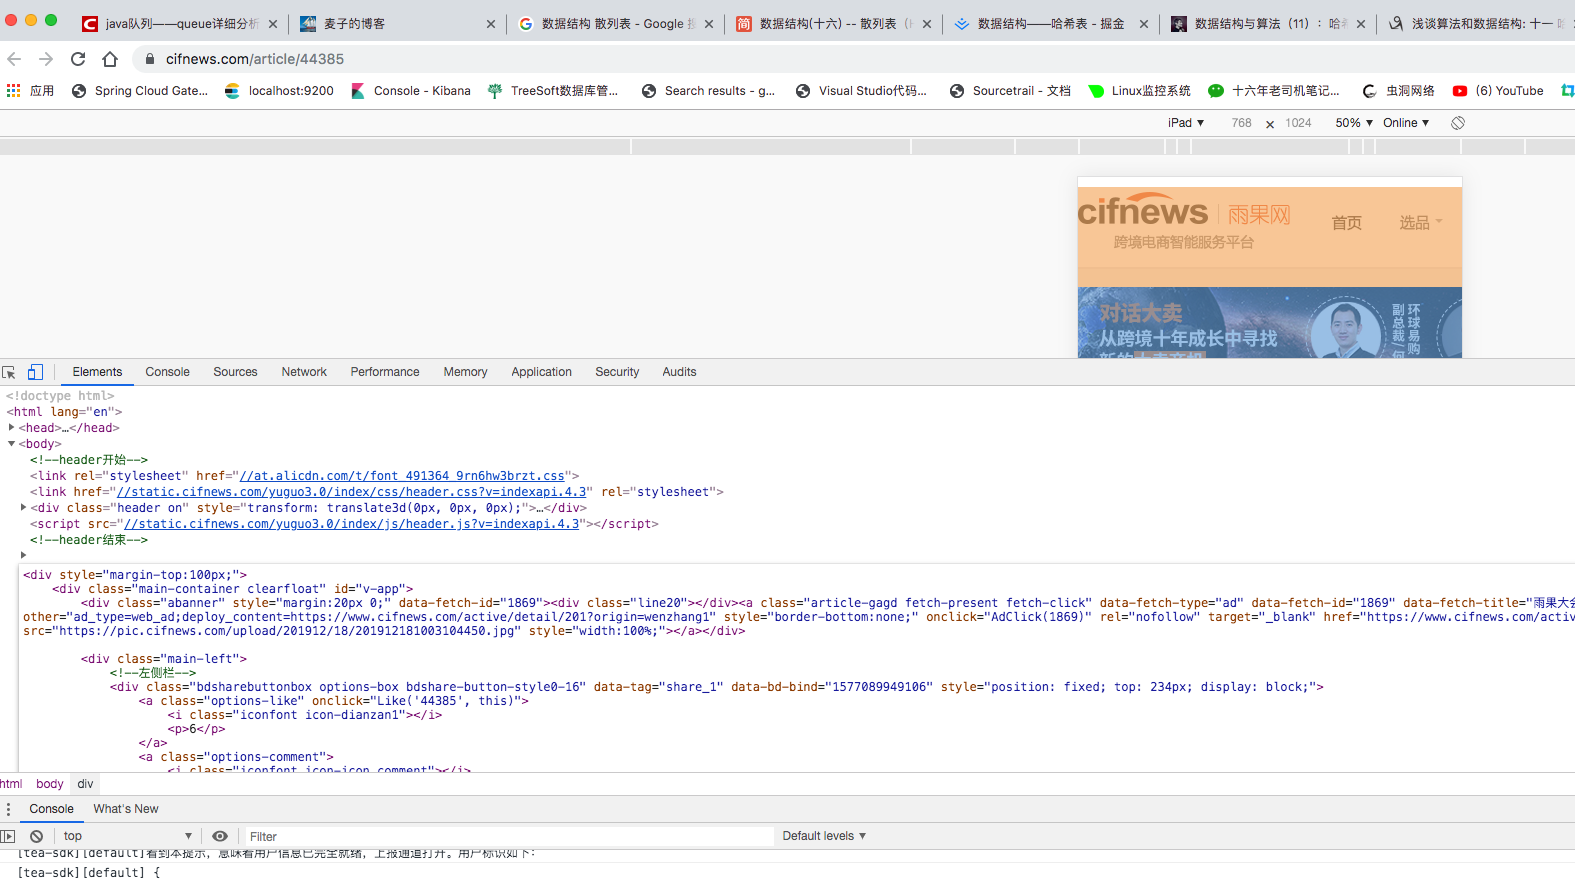 java队列——queue详细分析
麦子的博客
数据结构 散列表 - Google 搜
数据结构(十六) -- 散列表
数据结构——哈希表 - 掘金
数据结构与算法（11）：哈希
浅谈算法和数据结构: 十一 哈
cifnews.com/article/44385
应用
Spring Cloud Gate...
localhost:9200
Console - Kibana
TreeSoft数据库管...
Search results - g...
Visual Studio代码...
Sourcetrail - 文档
Linux监控系统
十六年老司机笔记...
虫洞网络
(6) YouTube
iPad ▼ 768 × 1024 50% ▼ Online ▼
cifnews 雨果网
跨境电商智能服务平台
首页
选品
对话大卖
从跨境十年成长中寻找
环球易购
副总裁/何
Elements Console Sources Network Performance Memory Application Security Audits
<!doctype html>
<html lang="en">
<head>…</head>
<body>
<!--header开始-->
<link rel="stylesheet" href="//at.alicdn.com/t/font_491364_9rn6hw3brzt.css">
<link href="//static.cifnews.com/yuguo3.0/index/css/header.css?v=indexapi.4.3" rel="stylesheet">
<div class="header on" style="transform: translate3d(0px, 0px, 0px);">…</div>
<script src="//static.cifnews.com/yuguo3.0/index/js/header.js?v=indexapi.4.3"></script>
<!--header结束-->
<div style="margin-top:100px;">
<div class="main-container clearfloat" id="v-app">
<div class="abanner" style="margin:20px 0;" data-fetch-id="1869"><div class="line20"></div><a class="article-gagd fetch-present fetch-click" data-fetch-type="ad" data-fetch-id="1869" data-fetch-title="雨果大会
other="ad_type=web_ad;deploy_content=https://www.cifnews.com/active/detail/201?origin=wenzhang1" style="border-bottom:none;" onclick="AdClick(1869)" rel="nofollow" target="_blank" href="https://www.cifnews.com/activ
src="https://pic.cifnews.com/upload/201912/18/201912181003104450.jpg" style="width:100%;"></a></div>
<div class="main-left">
<!--左侧栏-->
<div class="bdsharebuttonbox options-box bdshare-button-style0-16" data-tag="share_1" data-bd-bind="1577089949106" style="position: fixed; top: 234px; display: block;">
<a class="options-like" onclick="Like('44385', this)">
<i class="iconfont icon-dianzan1"></i>
<p>6</p>
</a>
<a class="options-comment">
<i class="iconfont icon-icon_comment"></i>
html body div
Console What's New
top ▼ Filter Default levels ▼
[tea-sdk][default]看到本提示，意味着用户信息已完全就绪，上报通道打开。用户标识如下：
[tea-sdk][default] {